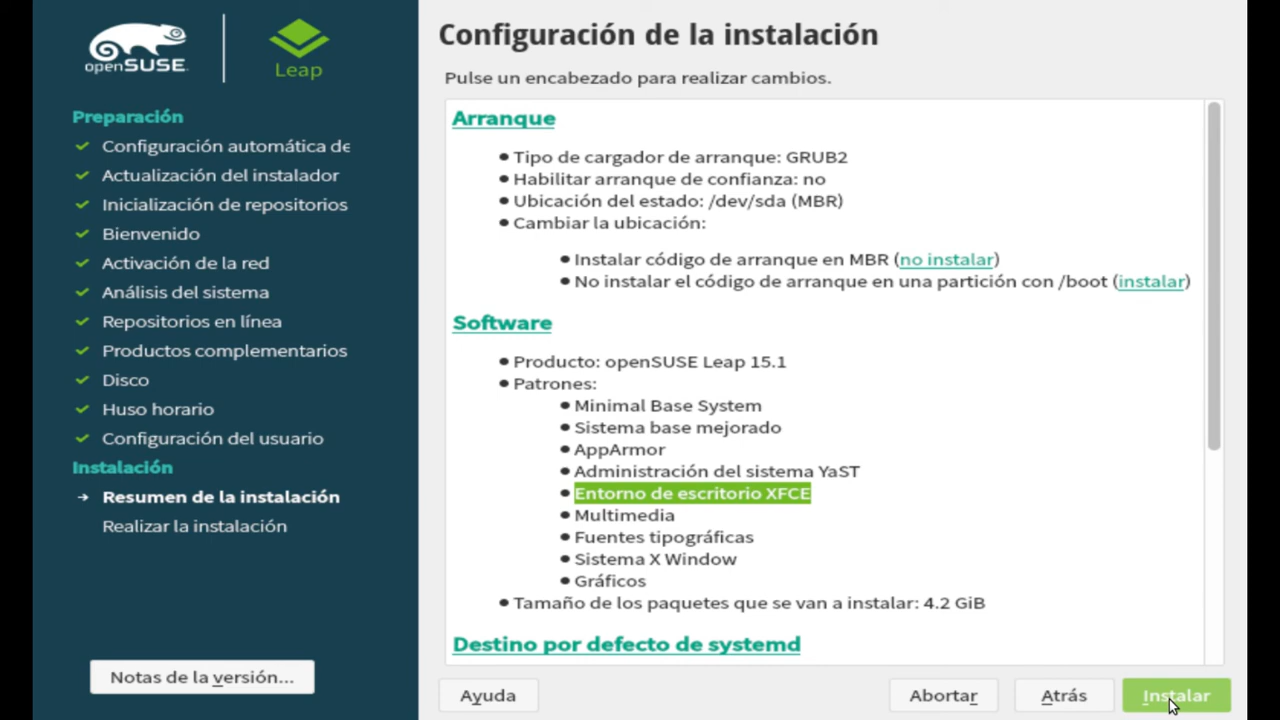 openSUSE
Leap
Preparación
Configuración automática de
Actualización del instalador
Inicialización de repositorios
Bienvenido
Activación de la red
Análisis del sistema
Repositorios en línea
Productos complementarios
Disco
Huso horario
Configuración del usuario
Instalación
Resumen de la instalación
Realizar la instalación
Notas de la versión...
Configuración de la instalación
Pulse un encabezado para realizar cambios.
Arranque
Tipo de cargador de arranque: GRUB2
Habilitar arranque de confianza: no
Ubicación del estado: /dev/sda (MBR)
Cambiar la ubicación:
Instalar código de arranque en MBR (no instalar)
No instalar el código de arranque en una partición con /boot (instalar)
Software
Producto: openSUSE Leap 15.1
Patrones:
Minimal Base System
Sistema base mejorado
AppArmor
Administración del sistema YaST
Entorno de escritorio XFCE
Multimedia
Fuentes tipográficas
Sistema X Window
Gráficos
Tamaño de los paquetes que se van a instalar: 4.2 GiB
Destino por defecto de systemd
Ayuda
Abortar
Atrás
Instalar